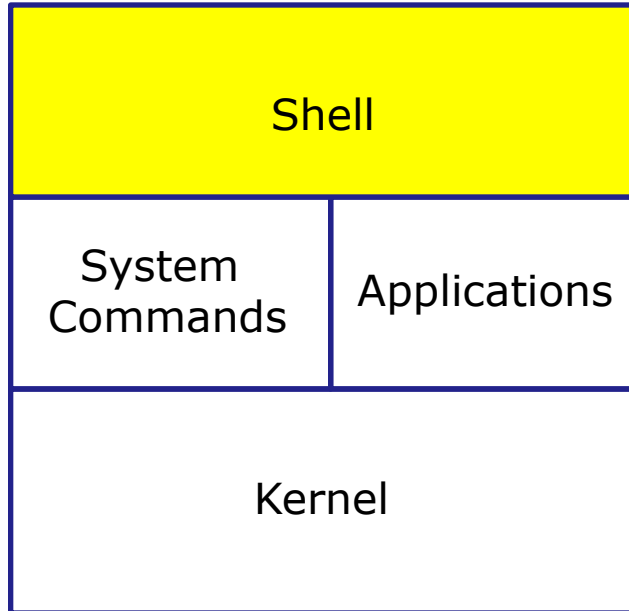 Shell
System
Commands
Applications
Kernel